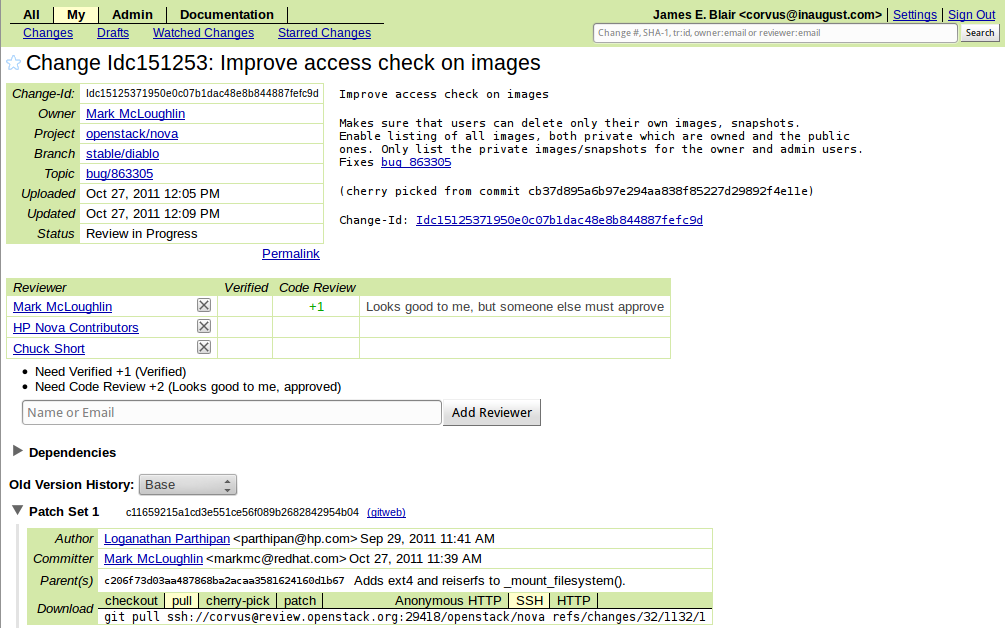 All My Admin Documentation James E. Blair <corvus@inaugust.com> | Settings | Sign Out
Changes Drafts Watched Changes Starred Changes Change #, SHA-1, tr:id, owner:email or reviewer:email Search
Change Idc151253: Improve access check on images
Change-Id: Idc15125371950e0c07b1dac48e8b844887fefc9d
Owner Mark McLoughlin
Project openstack/nova
Branch stable/diablo
Topic bug/863305
Uploaded Oct 27, 2011 12:05 PM
Updated Oct 27, 2011 12:09 PM
Status Review in Progress
Permalink
Improve access check on images
Makes sure that users can delete only their own images, snapshots.
Enable listing of all images, both private which are owned and the public
ones. Only list the private images/snapshots for the owner and admin users.
Fixes bug 863305
(cherry picked from commit cb37d895a6b97e294aa838f85227d29892f4e11e)
Change-Id: Idc15125371950e0c07b1dac48e8b844887fefc9d
Reviewer Verified Code Review
Mark McLoughlin +1 Looks good to me, but someone else must approve
HP Nova Contributors
Chuck Short
• Need Verified +1 (Verified)
• Need Code Review +2 (Looks good to me, approved)
Name or Email Add Reviewer
Dependencies
Old Version History: Base
Patch Set 1 c11659215a1cd3e551ce56f089b2682842954b04 (gitweb)
Author Loganathan Parthipan <parthipan@hp.com> Sep 29, 2011 11:41 AM
Committer Mark McLoughlin <markmc@redhat.com> Oct 27, 2011 11:39 AM
Parent(s) c206f73d03aa487868ba2acaa3581624160d1b67 Adds ext4 and reiserfs to _mount_filesystem().
Download checkout | pull | cherry-pick | patch | Anonymous HTTP | SSH | HTTP |
git pull ssh://corvus@review.openstack.org:29418/openstack/nova refs/changes/32/1132/1